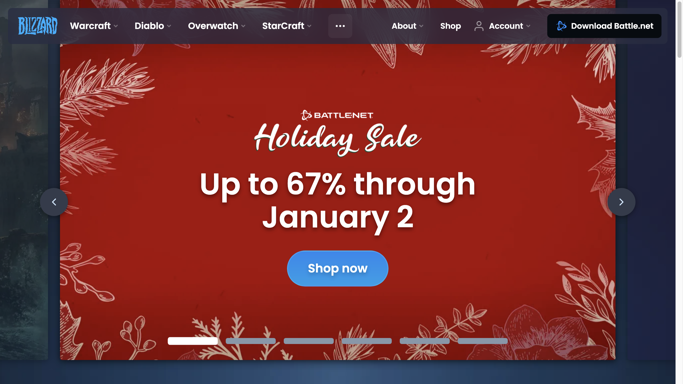 BLIZZARD
Warcraft
Diablo
Overwatch
StarCraft
...
About
Shop
Account
Download Battle.net
BATTLE.NET
Holiday Sale
Up to 67% through
January 2
Shop now